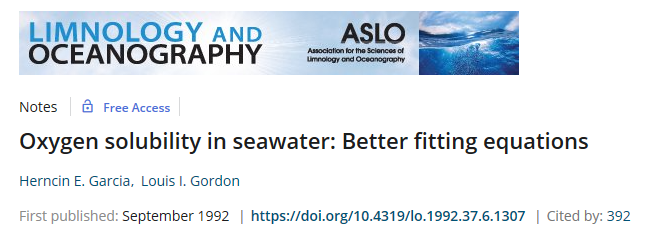 LIMNOLOGY AND
OCEANOGRAPHY
ASLO
Association for the Sciences of
Limnology and Oceanography
Notes | Free Access |
Oxygen solubility in seawater: Better fitting equations
Herncin E. Garcia, Louis I. Gordon
First published: September 1992 | https://doi.org/10.4319/lo.1992.37.6.1307 | Cited by: 392